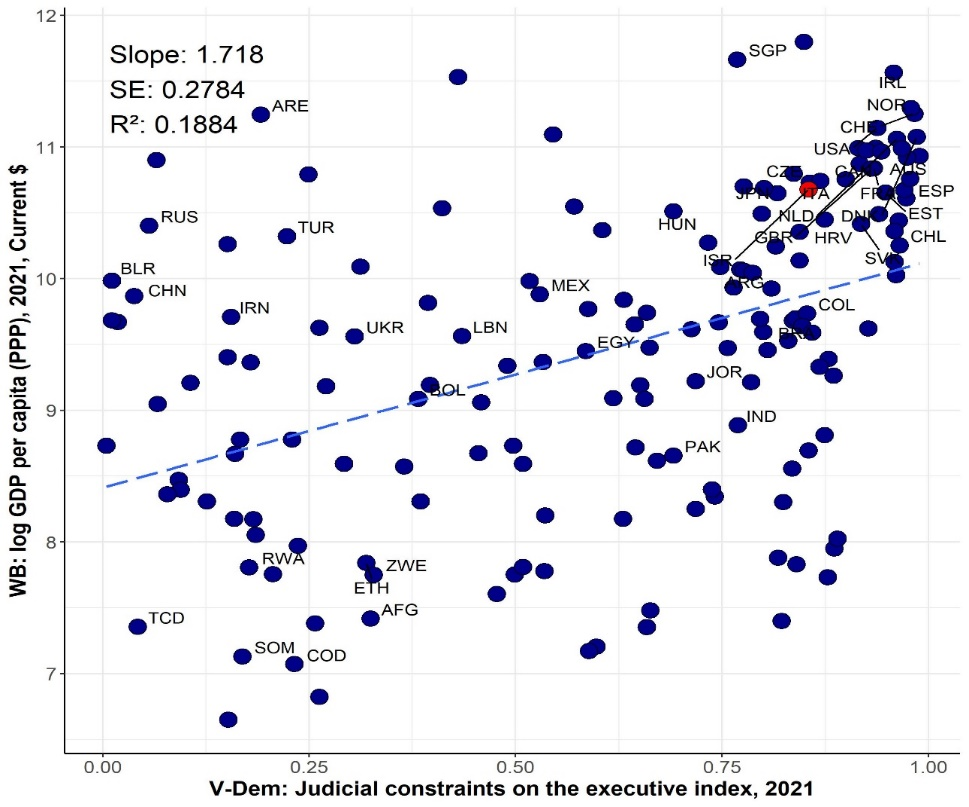 12
11
10
9
8
7
WB: log GDP per capita (PPP), 2021, Current $
Slope: 1.718
SE: 0.2784
R²: 0.1884
SGP
IRL
ARE
NOR
CHE
USA
AUS
CZE
CAN
JPN
ITA
FRA
ESP
RUS
HUN
NLD
DNK
EST
TUR
GBR
HRV
CHL
ISR
SVN
BLR
MEX
ARG
CHN
IRN
COL
UKR
LBN
BRA
EGY
JOR
BOL
IND
PAK
RWA
ZWE
ETH
AFG
TCD
SOM
COD
0.00
0.25
0.50
0.75
1.00
V-Dem: Judicial constraints on the executive index, 2021